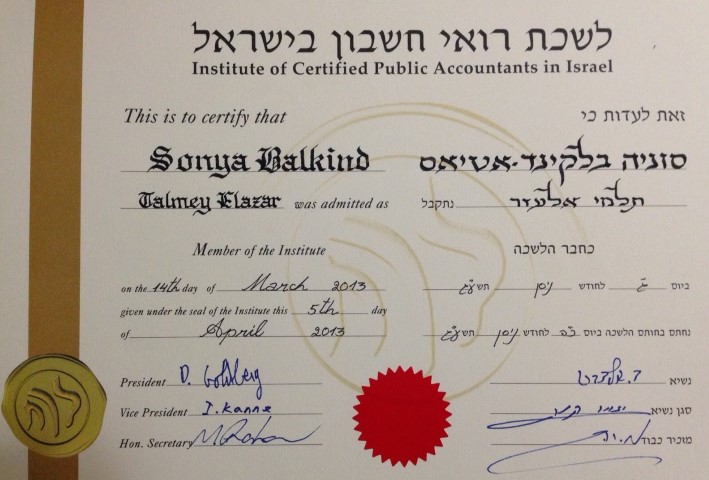 לשכת רואי חשבון בישראל
Institute of Certified Public Accountants in Israel
This is to certify that
זאת לעדות כי
Sonya Balkind
סוניה בלקינד-אטיאס
Talmey Elazar was admitted as
תלמי אלעזר נתקבל
Member of the Institute
כחבר הלשכה
on the 14th day of March 2013
ביום ג לחודש ניסן תשע"ג
given under the seal of the Institute this 5th day
of April 2013
נחתם בחותם הלשכה ביום לחודש ניסן תשע"ג
President D. Goldberg
נשיא ד. גולדברג
Vice President I. Kanne
סגן נשיא
Hon. Secretary
מזכיר כבוד